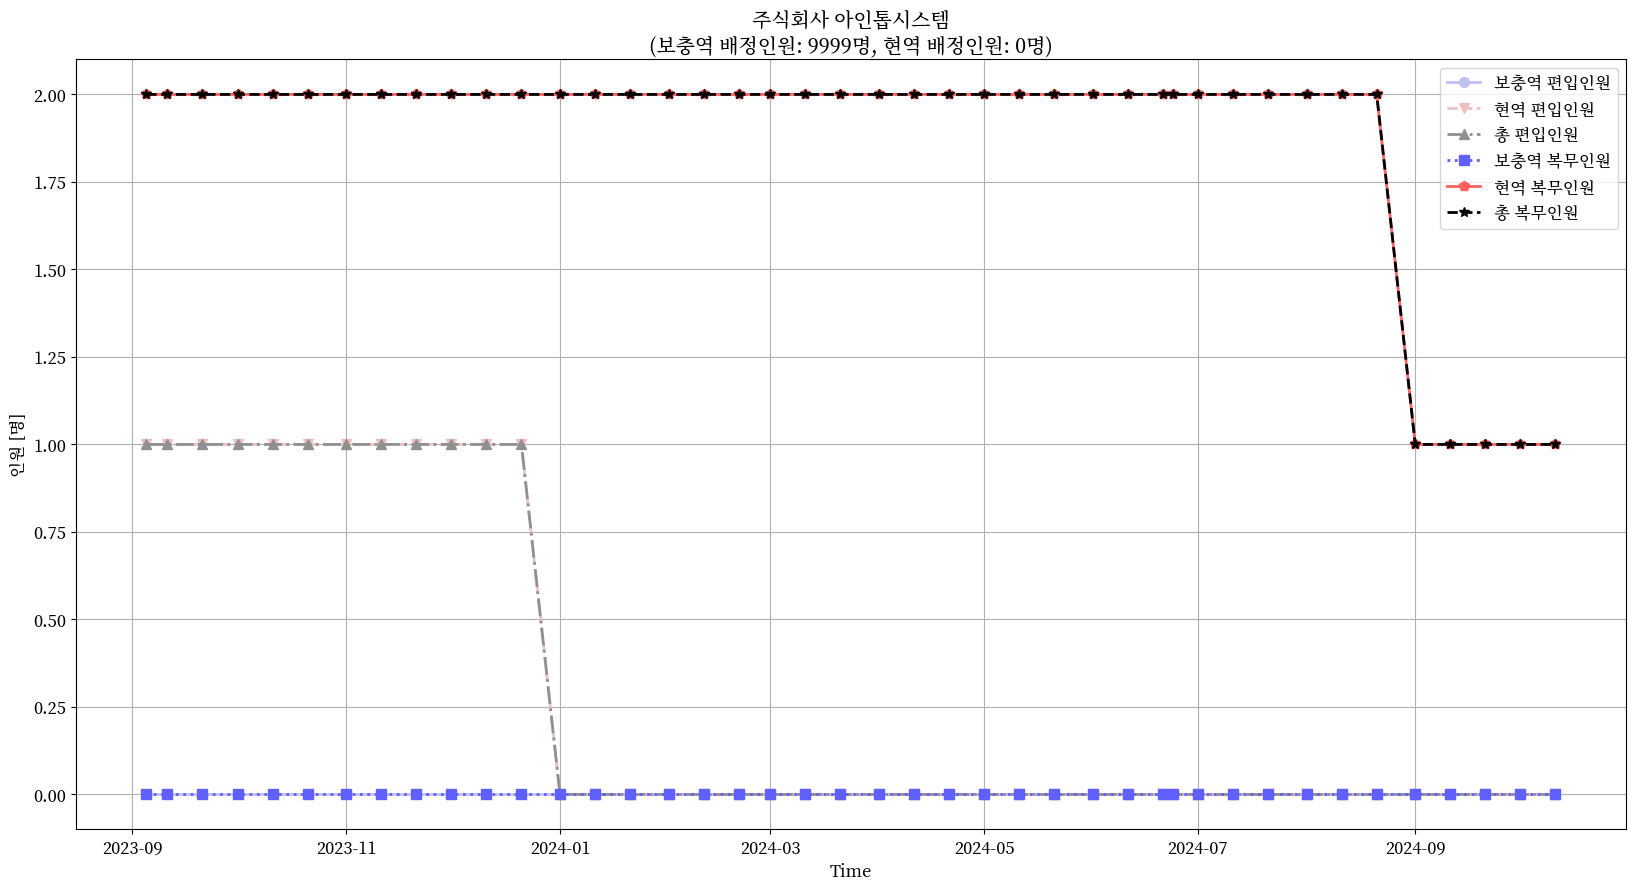 주식회사 아인톱시스템
(보충역 배정인원: 9999명, 현역 배정인원: 0명)
보충역 편입인원
현역 편입인원
총 편입인원
보충역 복무인원
현역 복무인원
총 복무인원
2.00
1.75
1.50
1.25
1.00
0.75
0.50
0.25
0.00
인원 [명]
2023-09
2023-11
2024-01
2024-03
2024-05
2024-07
2024-09
Time